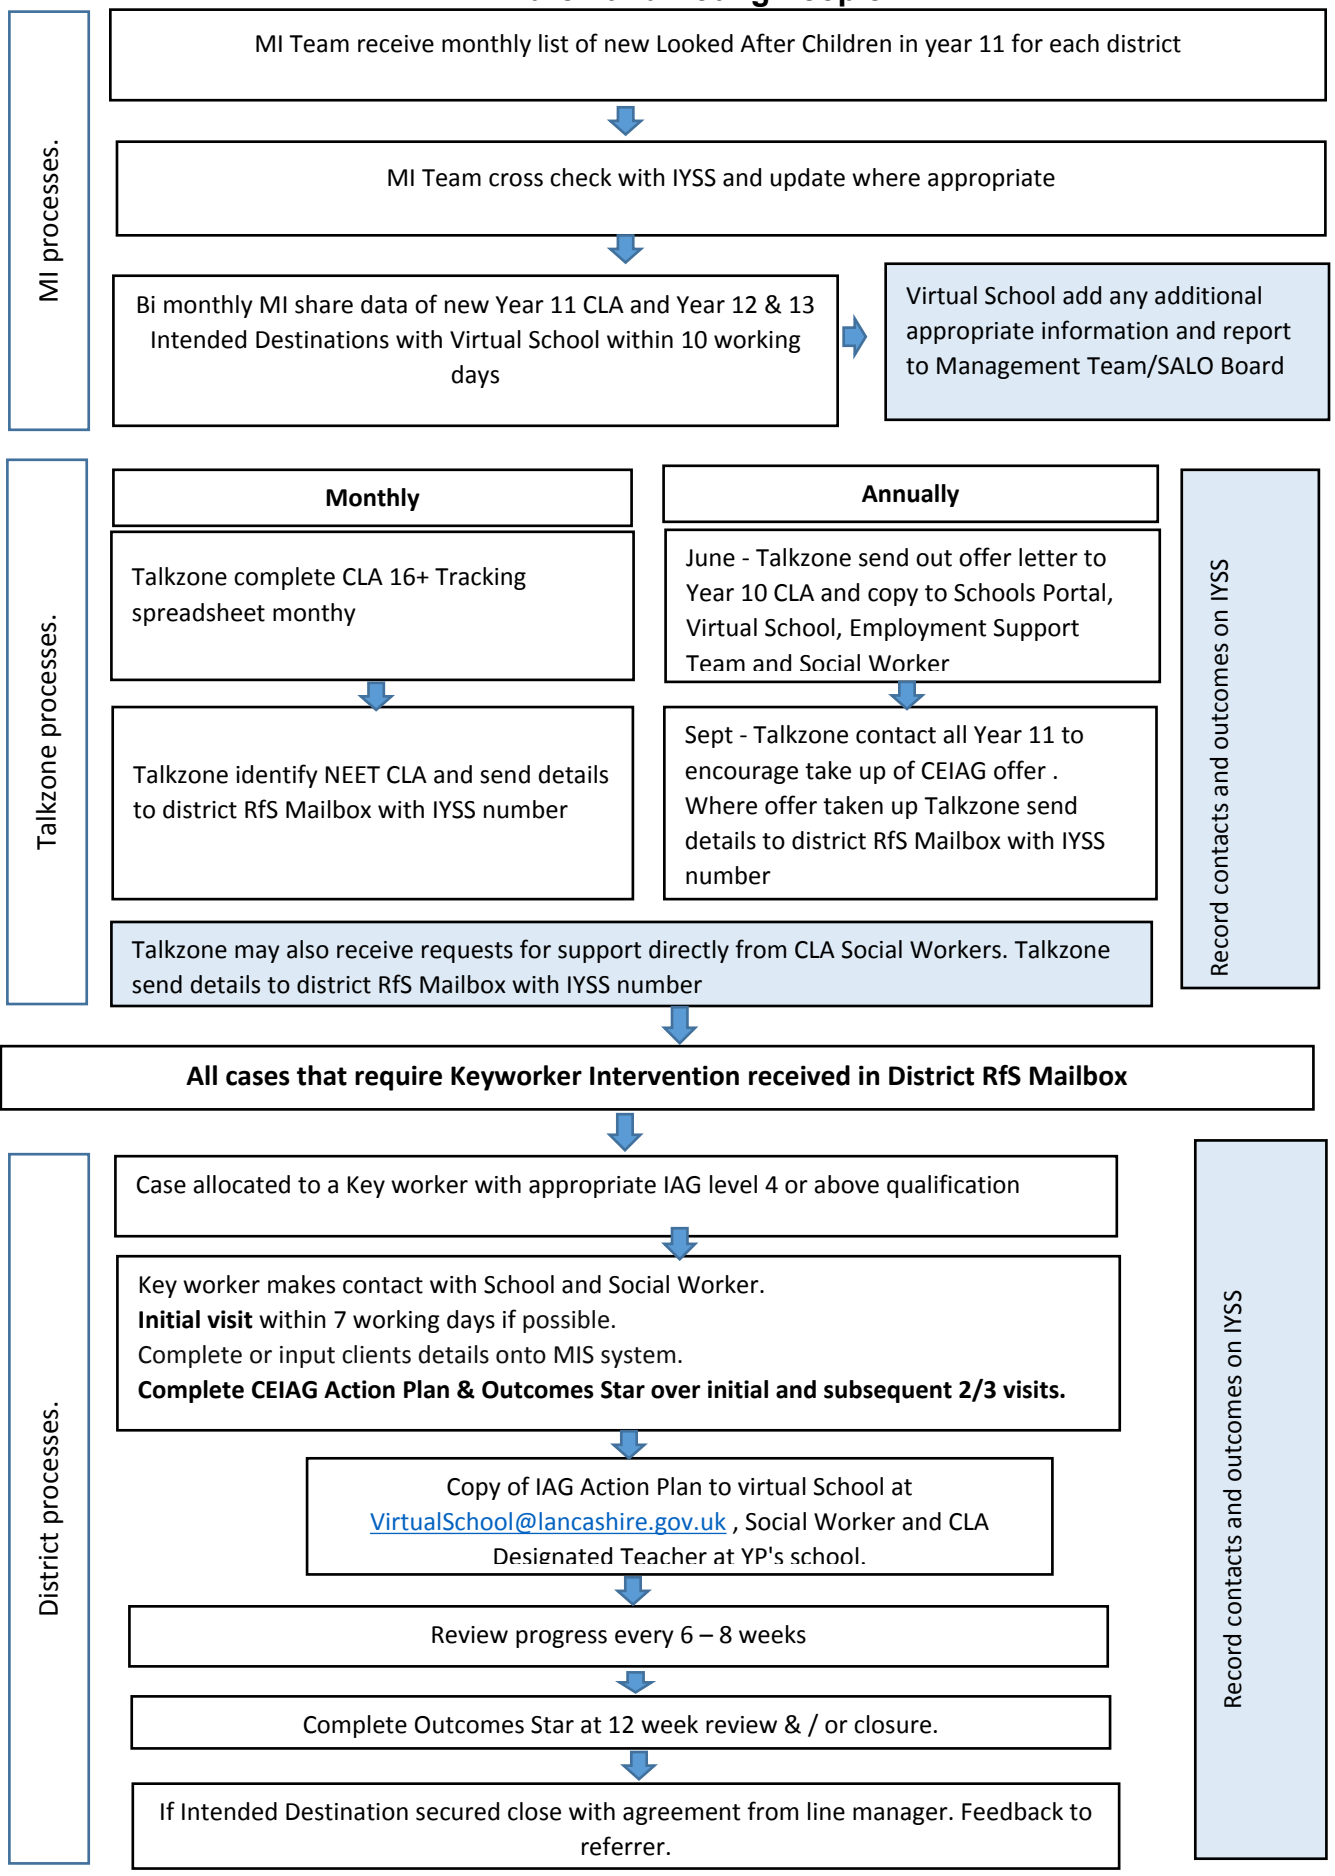 MI processes.
MI Team receive monthly list of new Looked After Children in year 11 for each district
MI Team cross check with IYSS and update where appropriate
Bi monthly MI share data of new Year 11 CLA and Year 12 & 13
Intended Destinations with Virtual School within 10 working
days
Virtual School add any additional
appropriate information and report
to Management Team/SALO Board
Talkzone processes.
Monthly
Talkzone complete CLA 16+ Tracking
spreadsheet monthy
Talkzone identify NEET CLA and send details
to district RfS Mailbox with IYSS number
Annually
June - Talkzone send out offer letter to
Year 10 CLA and copy to Schools Portal,
Virtual School, Employment Support
Team and Social Worker
Sept - Talkzone contact all Year 11 to
encourage take up of CEIAG offer .
Where offer taken up Talkzone send
details to district RfS Mailbox with IYSS
number
Record contacts and outcomes on IYSS
Talkzone may also receive requests for support directly from CLA Social Workers. Talkzone
send details to district RfS Mailbox with IYSS number
All cases that require Keyworker Intervention received in District RfS Mailbox
District processes.
Case allocated to a Key worker with appropriate IAG level 4 or above qualification
Key worker makes contact with School and Social Worker.
Initial visit within 7 working days if possible.
Complete or input clients details onto MIS system.
Complete CEIAG Action Plan & Outcomes Star over initial and subsequent 2/3 visits.
Copy of IAG Action Plan to virtual School at
VirtualSchool@lancashire.gov.uk , Social Worker and CLA
Designated Teacher at YP's school.
Review progress every 6 – 8 weeks
Complete Outcomes Star at 12 week review & / or closure.
If Intended Destination secured close with agreement from line manager. Feedback to
referrer.
Record contacts and outcomes on IYSS